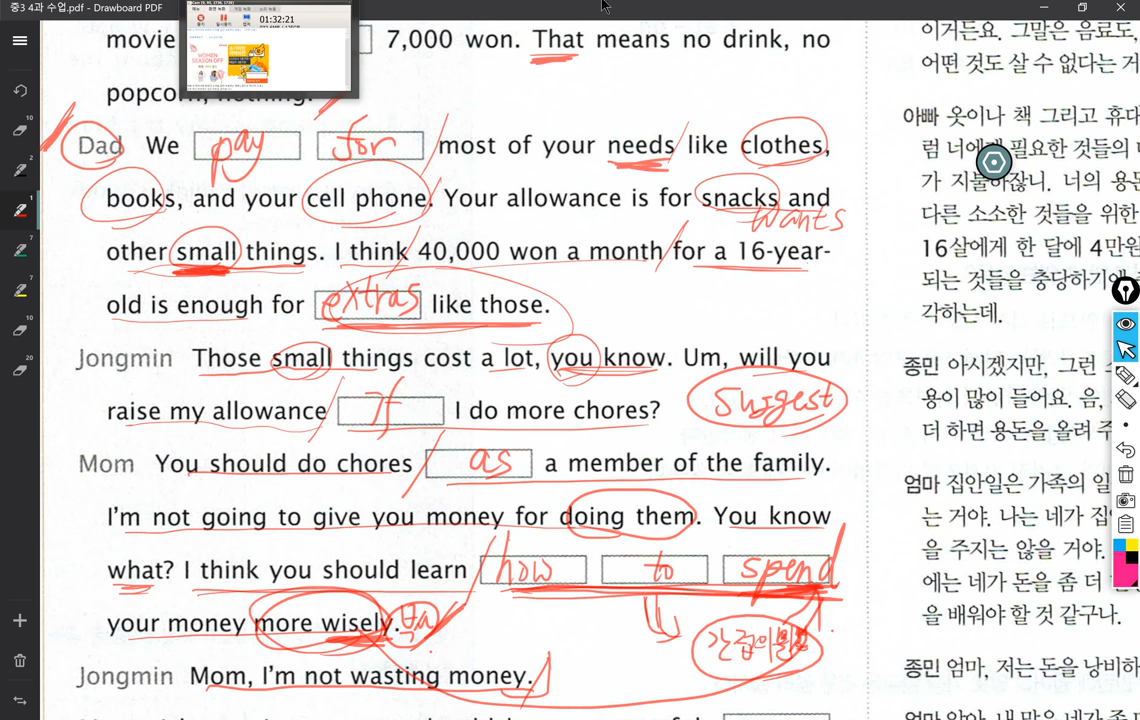 중3 4과 수업.pdf - Drawboard PDF
01:32:21
WOMEN
SEASON OFF
movie 7,000 won. That means no drink, no
popcorn, nothing.
Dad We pay for most of your needs like clothes,
books, and your cell phone. Your allowance is for snacks and
wants
other small things. I think 40,000 won a month for a 16-year-
old is enough for extras like those.
Jongmin Those small things cost a lot, you know. Um, will you
raise my allowance if I do more chores?
suggest
Mom You should do chores as a member of the family.
I'm not going to give you money for doing them. You know
what? I think you should learn how to spend
your money more wisely. 부사
간접의문문
Jongmin Mom, I'm not wasting money.
이거든요. 그말은 음료도,
어떤 것도 살 수 없다는 거
아빠 옷이나 책 그리고 휴대
럼 너에게 필요한 것들의 
가 지불하잖니. 너의 용돈
다른 소소한 것들을 위한
16살에게 한 달에 4만원
되는 것들을 충당하기에
각하는데.
종민 아시겠지만, 그런
용이 많이 들어요. 음,
더 하면 용돈을 올려 주
엄마 집안일은 가족의 일
는 거야. 나는 네가 집안
을 주지는 않을 거야.
에는 네가 돈을 좀 더
을 배워야 할 것 같구나.
종민 엄마, 저는 돈을 낭비하